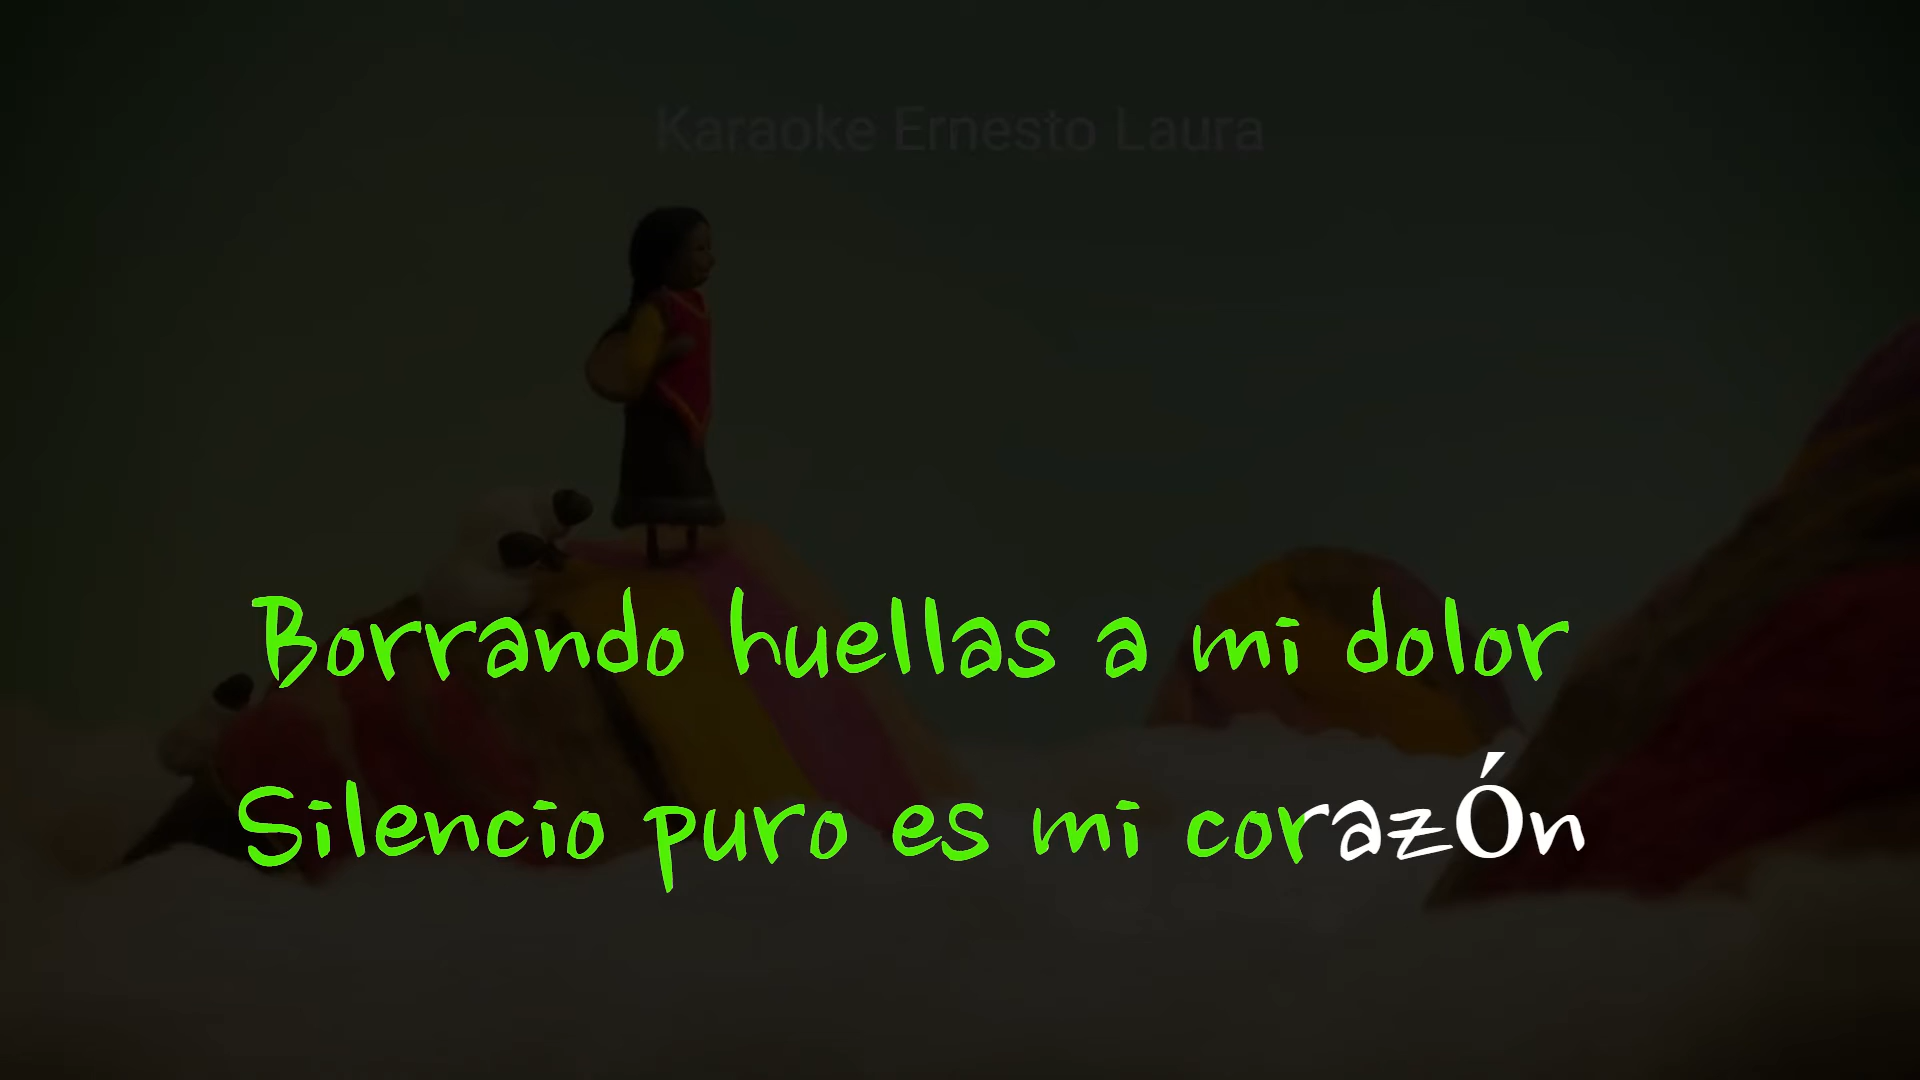 Karaoke Ernesto Laura
Borrando huellas a mi dolor
Silencio puro es mi corazÓn